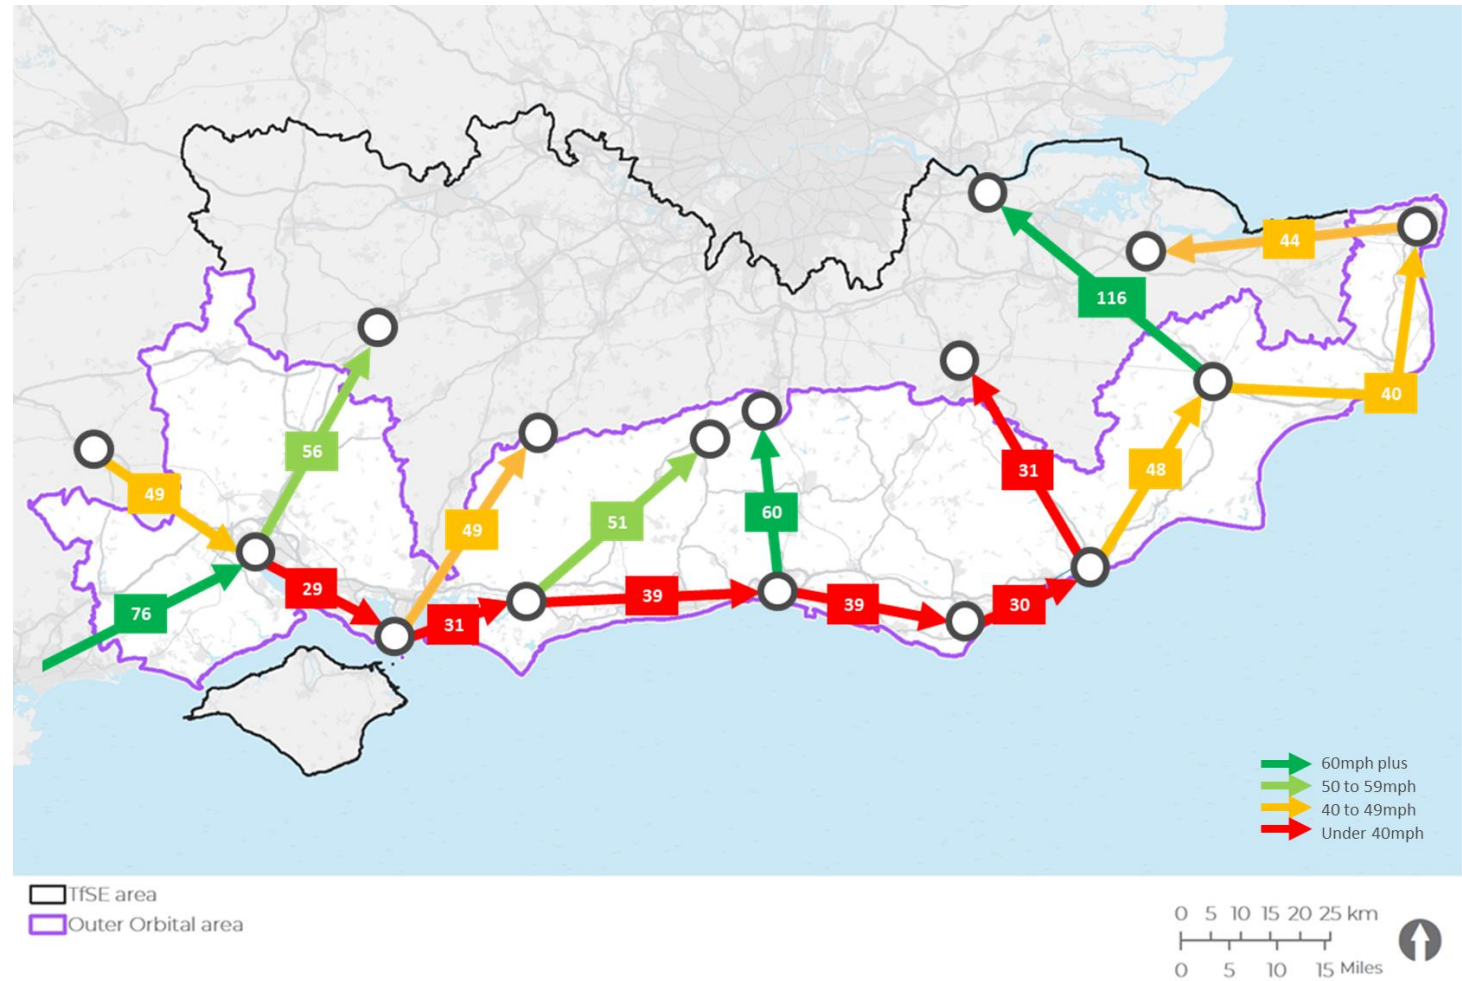 44
116
40
56
31
48
49
49
51
60
29
39
39
30
76
31
60mph plus
50 to 59mph
40 to 49mph
Under 40mph
TfSE area
Outer Orbital area
0 5 10 15 20 25 km
0 5 10 15 Miles